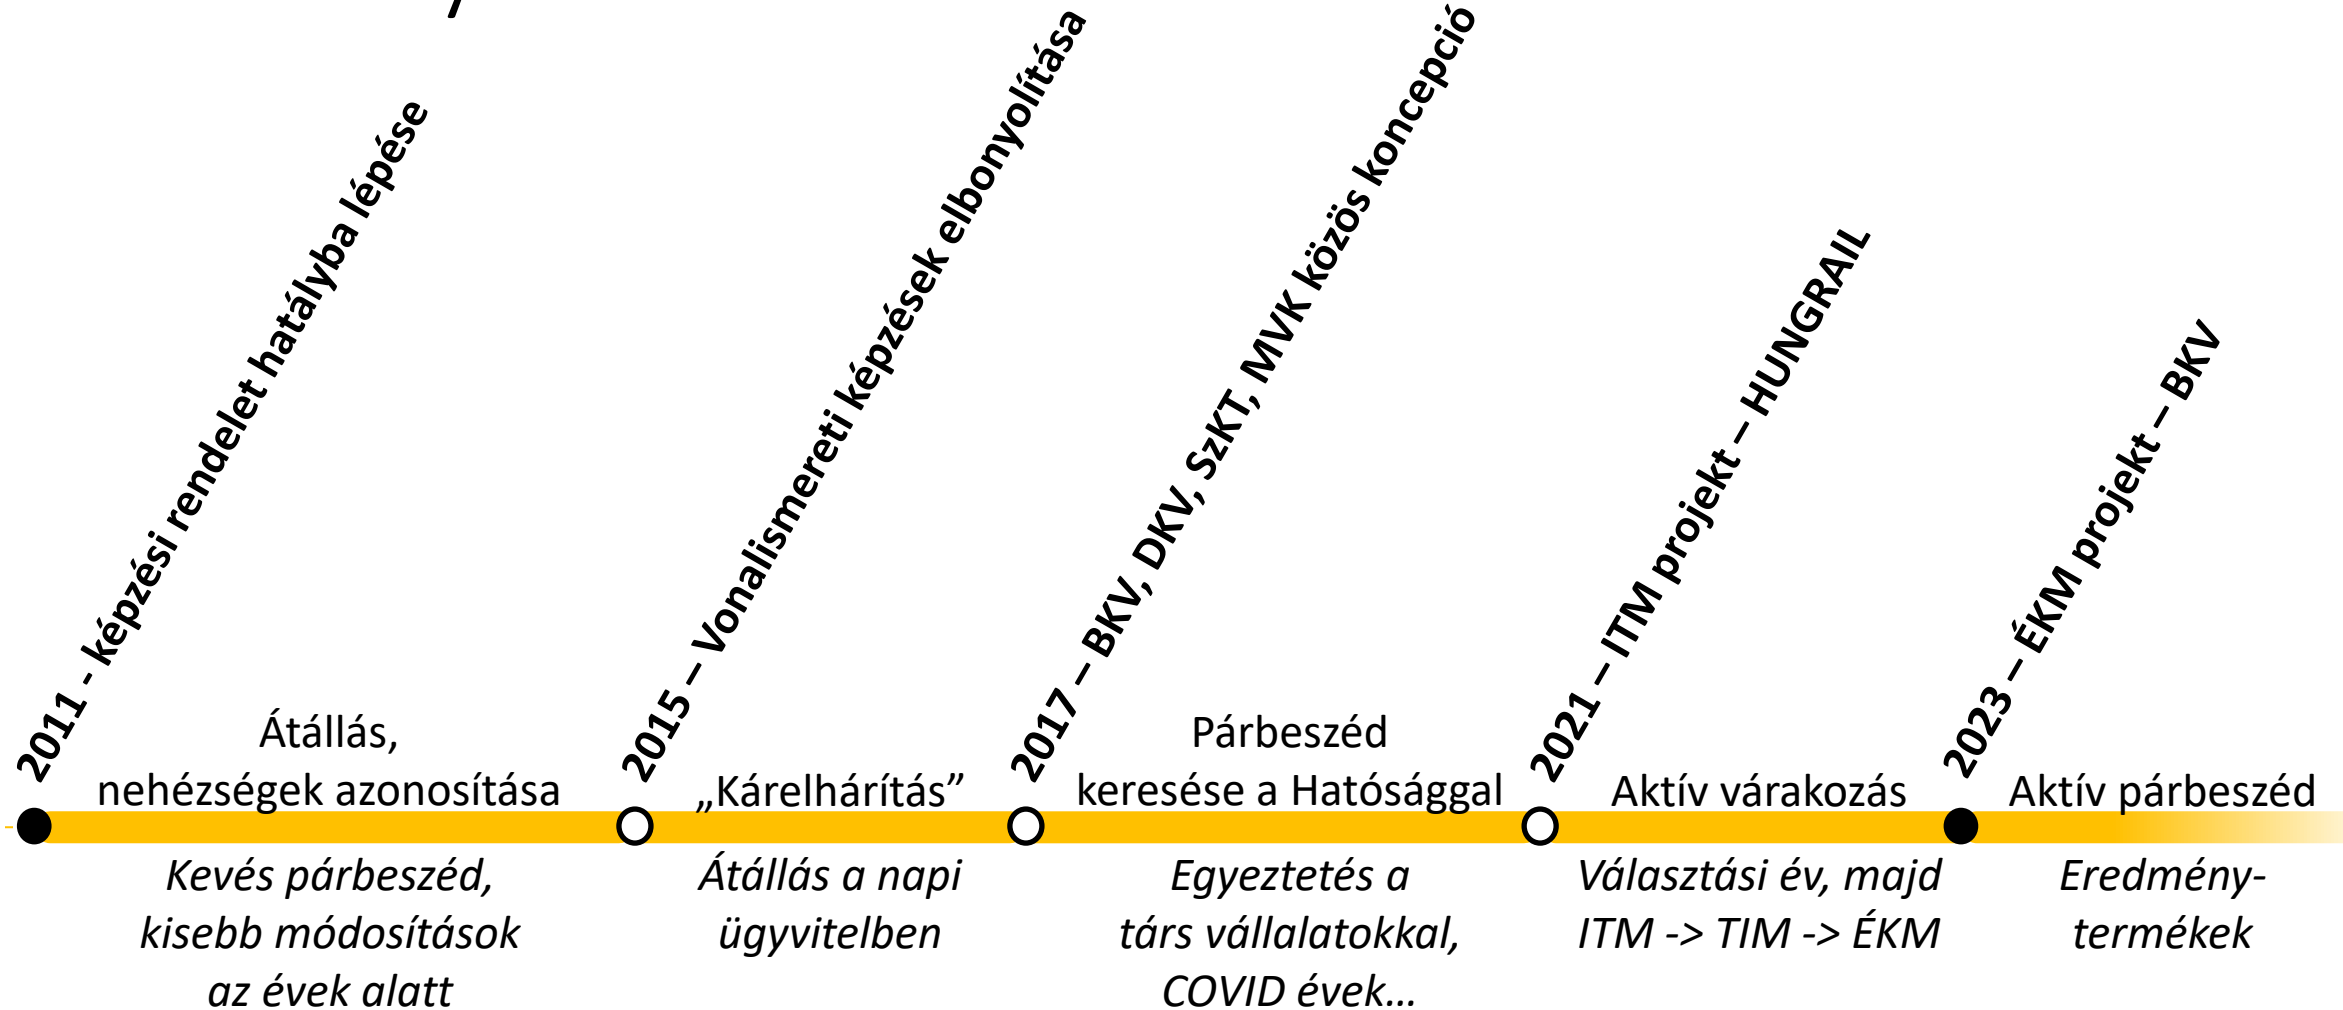 2011 - képzési rendelet hatályba lépése
2015 – Vonalismereti képzések elbonyolítása
2017 – BKV, DKV, SzKT, MVK közös koncepció
2021 – ITM projekt – HUNGRAIL
2023 – ÉKM projekt – BKV
Átállás,
nehézségek azonosítása
„Kárelhárítás”
Párbeszéd
keresése a Hatósággal
Aktív várakozás
Aktív párbeszéd
Kevés párbeszéd,
kisebb módosítások
az évek alatt
Átállás a napi
ügyvitelben
Egyeztetés a
társ vállalatokkal,
COVID évek...
Választási év, majd
ITM -> TIM -> ÉKM
Eredmény-
termékek